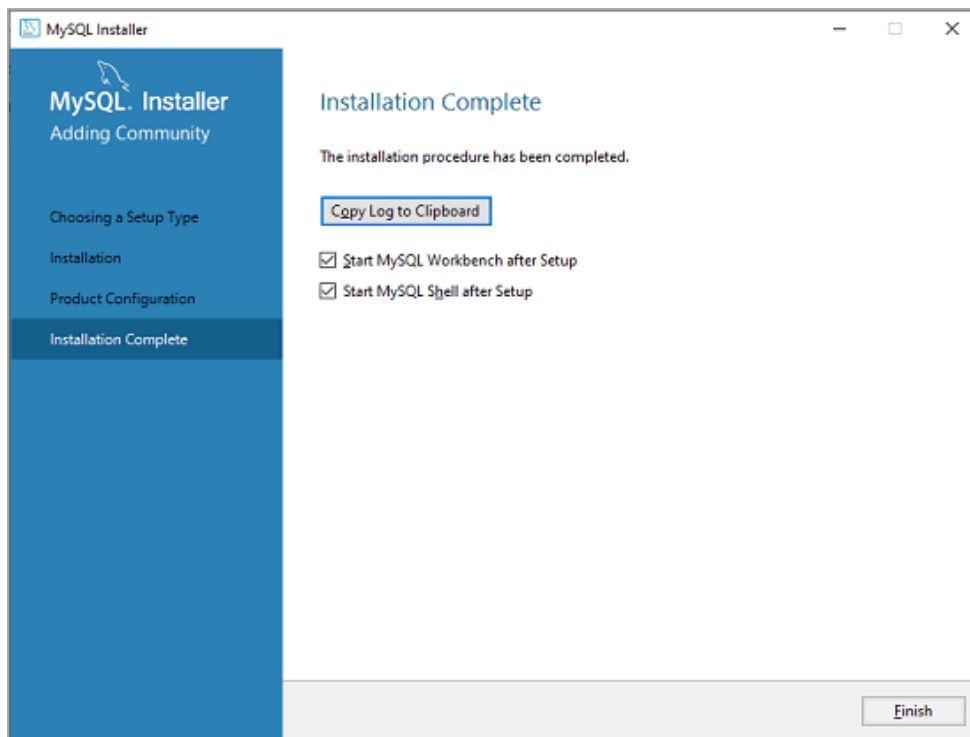 MySQL Installer
MySQL. Installer
Adding Community
Choosing a Setup Type
Installation
Product Configuration
Installation Complete
Installation Complete
The installation procedure has been completed.
Copy Log to Clipboard
Start MySQL Workbench after Setup
Start MySQL Shell after Setup
Finish